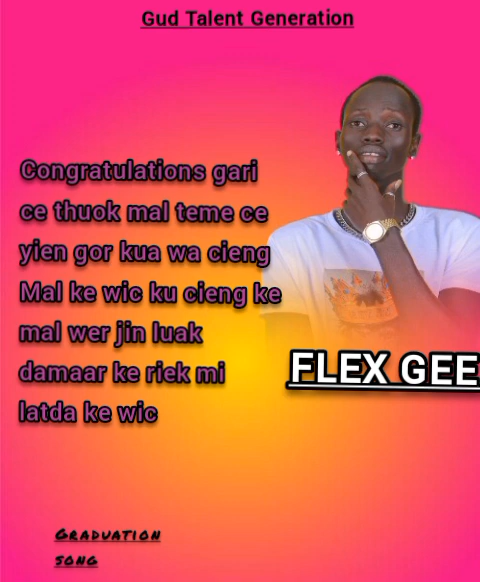 Gud Talent Generation
Congratulations gari
ce thuok mal teme ce
yien gor kua wa cieng
Mal ke wic ku cieng ke
mal wer jin luak
damaar ke riek mi
latda ke wic
FLEX GEE
Graduation
song